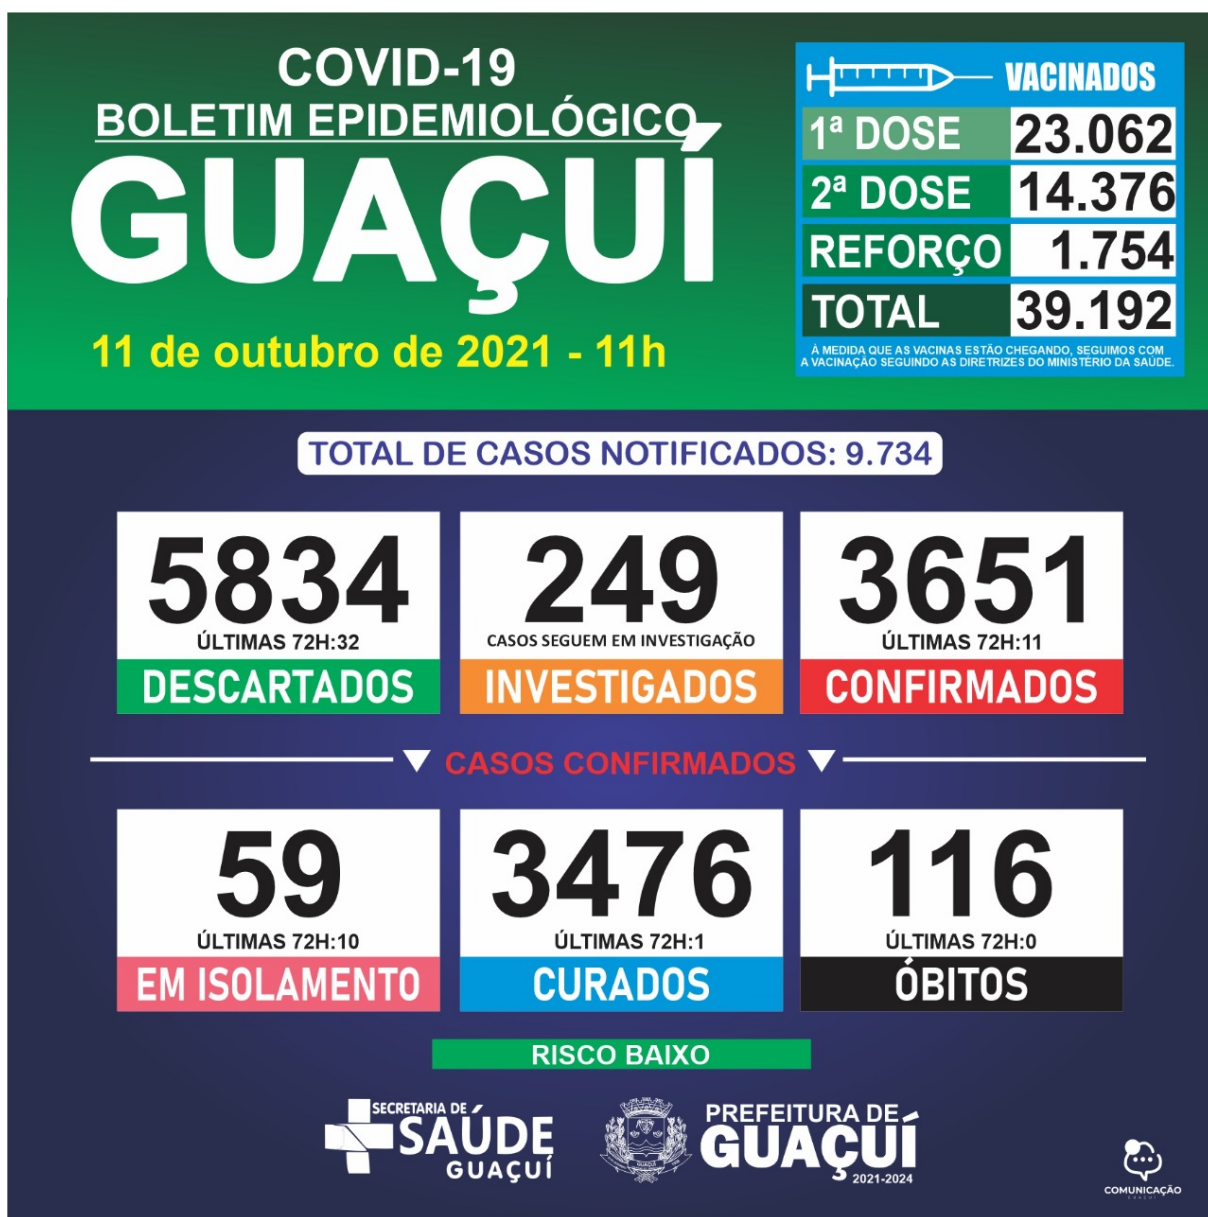 COVID-19
BOLETIM EPIDEMIOLÓGICO
GUAÇUÍ
11 de outubro de 2021 - 11h
VACINADOS
1ª DOSE 23.062
2ª DOSE 14.376
REFORÇO 1.754
TOTAL 39.192
À MEDIDA QUE AS VACINAS ESTÃO CHEGANDO, SEGUIMOS COM
A VACINAÇÃO SEGUINDO AS DIRETRIZES DO MINISTÉRIO DA SAÚDE.
TOTAL DE CASOS NOTIFICADOS: 9.734
5834
ÚLTIMAS 72H:32
DESCARTADOS
249
CASOS SEGUEM EM INVESTIGAÇÃO
INVESTIGADOS
3651
ÚLTIMAS 72H:11
CONFIRMADOS
CASOS CONFIRMADOS
59
ÚLTIMAS 72H:10
EM ISOLAMENTO
3476
ÚLTIMAS 72H:1
CURADOS
116
ÚLTIMAS 72H:0
ÓBITOS
RISCO BAIXO
SECRETARIA DE
SAÚDE
GUAÇUÍ
PREFEITURA DE
GUAÇUÍ
2021-2024
COMUNICAÇÃO